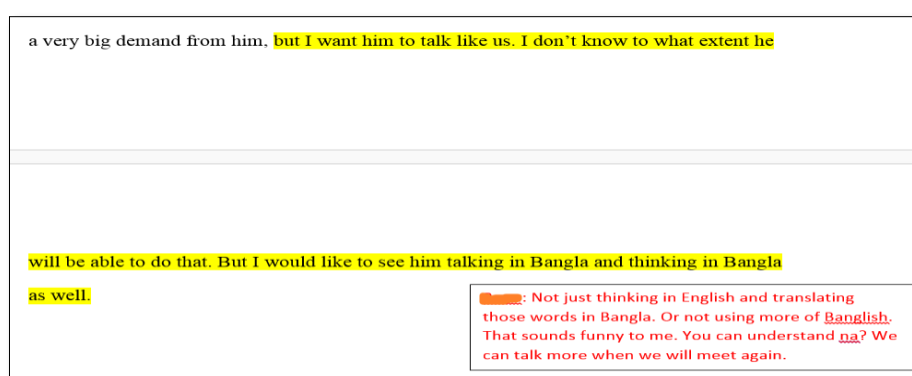 a very big demand from him, but I want him to talk like us. I don’t know to what extent he
will be able to do that. But I would like to see him talking in Bangla and thinking in Bangla
as well.
: Not just thinking in English and translating
those words in Bangla. Or not using more of Banglish.
That sounds funny to me. You can understand na? We
can talk more when we will meet again.